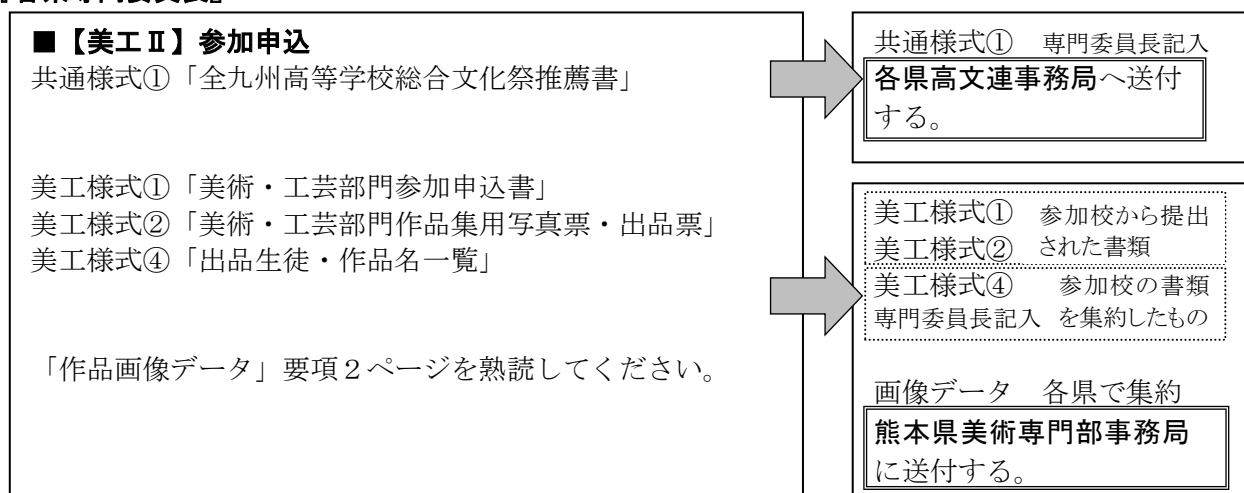 ■【美工Ⅱ】参加申込
共通様式①「全九州高等学校総合文化祭推薦書」
美工様式①「美術・工芸部門参加申込書」
美工様式②「美術・工芸部門作品集用写真票・出品票」
美工様式④「出品生徒・作品名一覧」
「作品画像データ」要項２ページを熟読してください。
共通様式①　専門委員長記入
各県高文連事務局へ送付
する。
美工様式①　参加校から提出
美工様式②　された書類
美工様式④　参加校の書類
専門委員長記入　を集約したもの
画像データ　各県で集約
熊本県美術専門部事務局
に送付する。